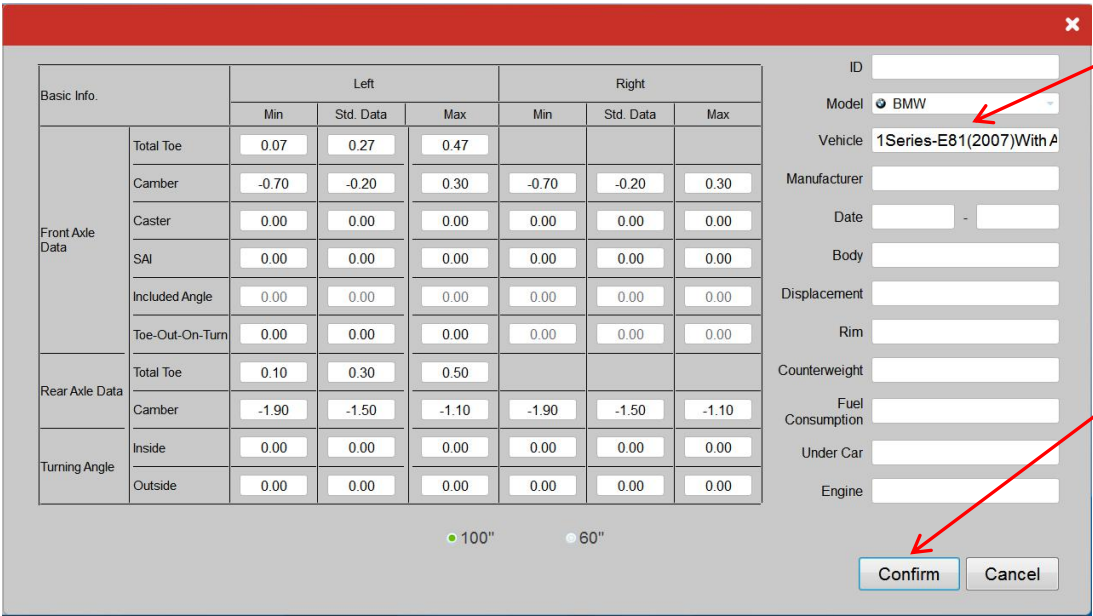 Basic Info. Left Right
Min Std. Data Max Min Std. Data Max
Front Axle Data
Total Toe 0.07 0.27 0.47
Camber -0.70 -0.20 0.30 -0.70 -0.20 0.30
Caster 0.00 0.00 0.00 0.00 0.00 0.00
SAI 0.00 0.00 0.00 0.00 0.00 0.00
Included Angle 0.00 0.00 0.00 0.00 0.00 0.00
Toe-Out-On-Turn 0.00 0.00 0.00 0.00 0.00 0.00
Rear Axle Data
Total Toe 0.10 0.30 0.50
Camber -1.90 -1.50 -1.10 -1.90 -1.50 -1.10
Turning Angle
Inside 0.00 0.00 0.00 0.00 0.00 0.00
Outside 0.00 0.00 0.00 0.00 0.00 0.00
100" 60"
ID
Model BMW
Vehicle 1Series-E81(2007)With A
Manufacturer
Date -
Body
Displacement
Rim
Counterweight
Fuel
Consumption
Under Car
Engine
Confirm Cancel